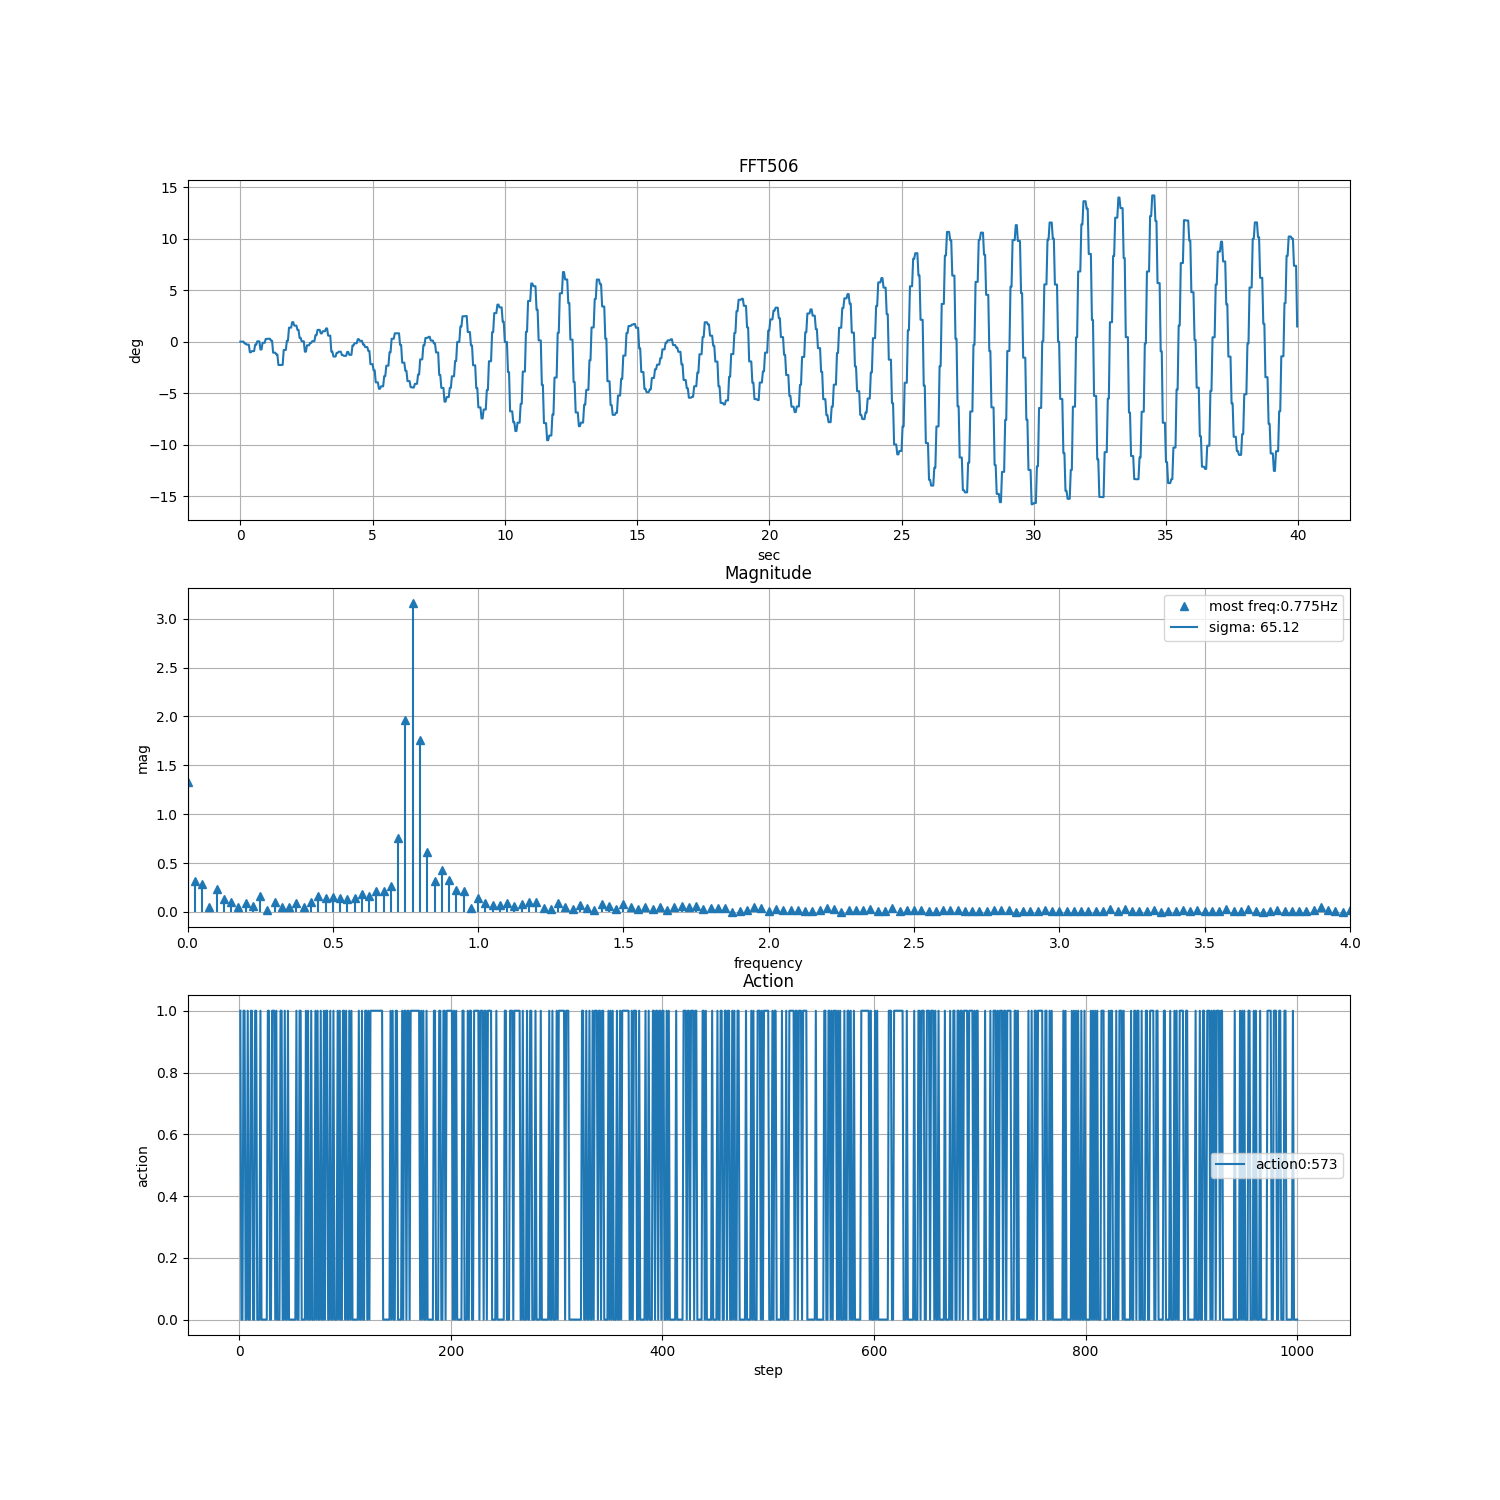 FFT506
15
10
5
0
−5
−10
−15
deg
0 5 10 15 20 25 30 35 40
sec
Magnitude
3.0
2.5
2.0
1.5
1.0
0.5
0.0
mag
most freq:0.775Hz
sigma: 65.12
0.0 0.5 1.0 1.5 2.0 2.5 3.0 3.5 4.0
frequency
Action
1.0
0.8
0.6
0.4
0.2
0.0
action
action0:573
0 200 400 600 800 1000
step